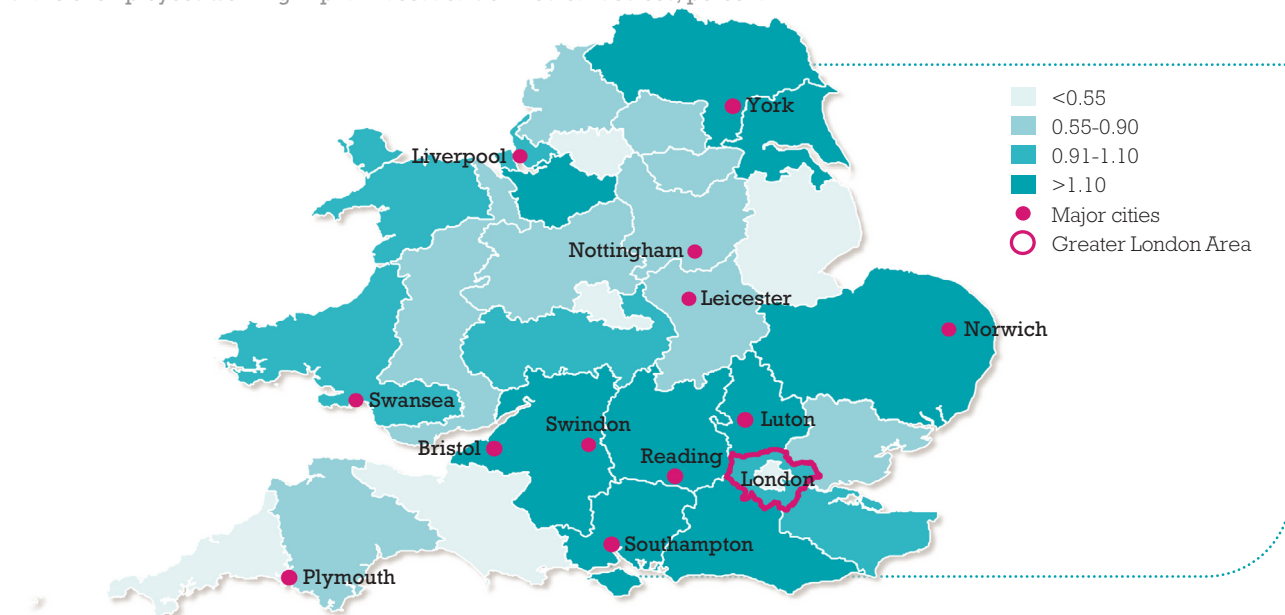 York
<0.55
0.55-0.90
0.91-1.10
>1.10
Major cities
Greater London Area
Liverpool
Nottingham
Leicester
Norwich
Swansea
Luton
Swindon
Bristol
Reading
London
Southampton
Plymouth